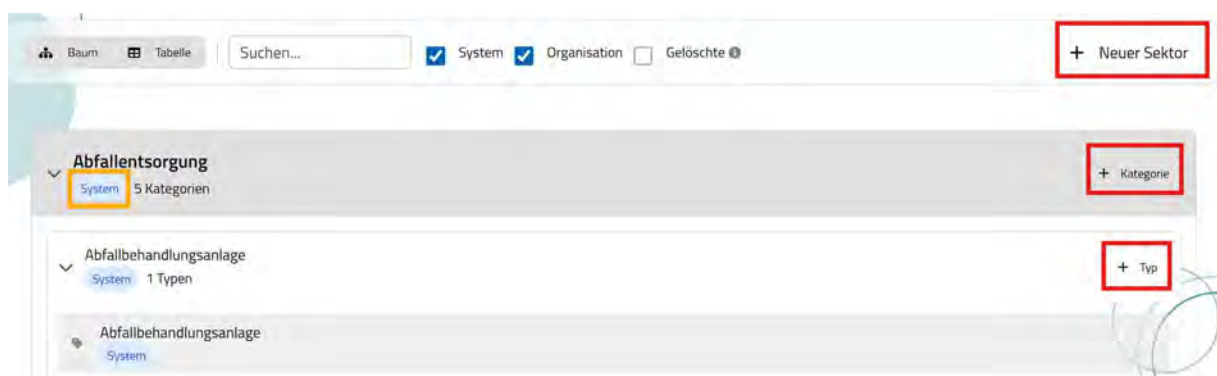 Baum Tabelle Suchen... System Organisation Gelöschte + Neuer Sektor
Abfallentsorgung
System 5 Kategorien + Kategorie
Abfallbehandlungsanlage
System 1 Typen + Typ
Abfallbehandlungsanlage
System